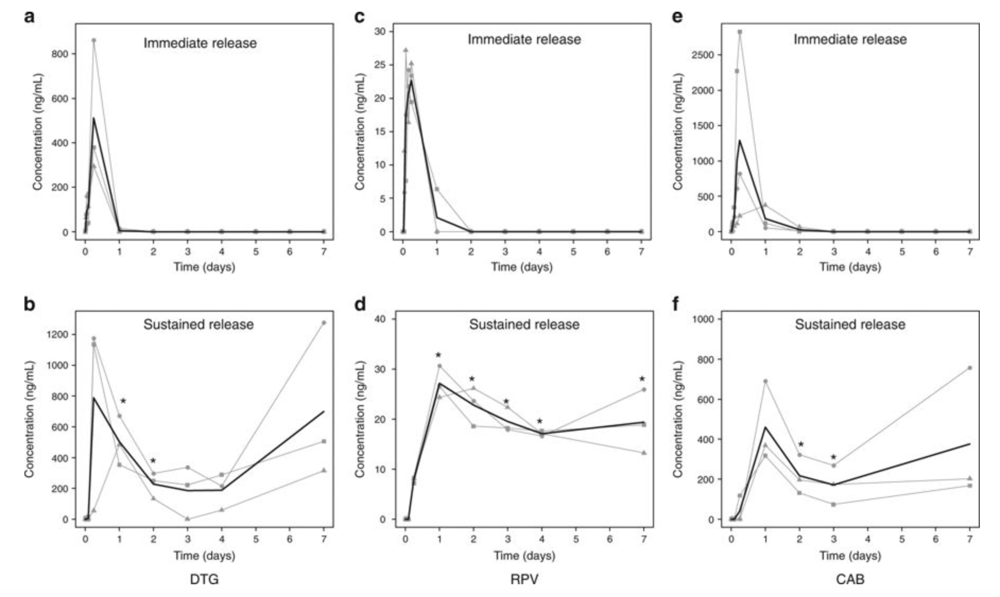 a
Immediate release
Concentration (ng/mL)
800
600
400
200
0
0 1 2 3 4 5 6 7
Time (days)
c
Immediate release
Concentration (ng/mL)
30
25
20
15
10
5
0
0 1 2 3 4 5 6 7
Time (days)
e
Immediate release
Concentration (ng/mL)
2500
2000
1500
1000
500
0
0 1 2 3 4 5 6 7
Time (days)
b
Sustained release
Concentration (ng/mL)
1200
1000
800
600
400
200
0
*
*
0 1 2 3 4 5 6 7
Time (days)
DTG
d
Sustained release
Concentration (ng/mL)
40
30
20
10
0
*
*
*
*
*
0 1 2 3 4 5 6 7
Time (days)
RPV
f
Sustained release
Concentration (ng/mL)
1000
800
600
400
200
0
*
*
0 1 2 3 4 5 6 7
Time (days)
CAB